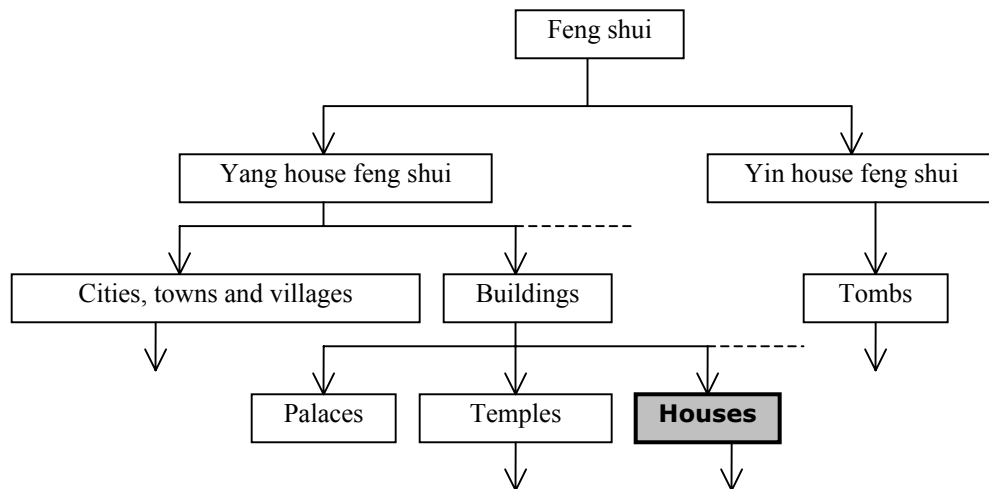 Feng shui
Yang house feng shui
Yin house feng shui
Cities, towns and villages
Buildings
Tombs
Palaces
Temples
Houses